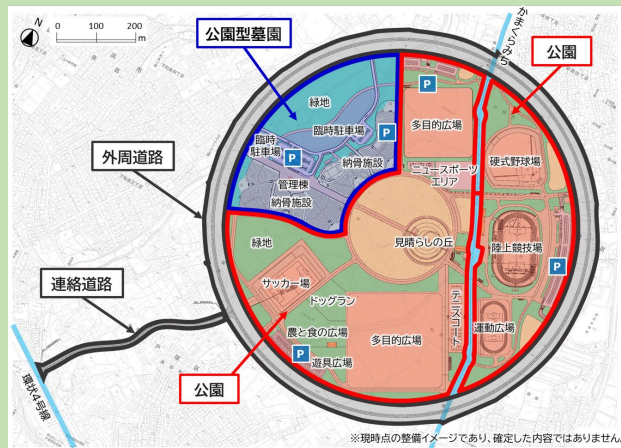 N
0 100 200
m
公園型墓園
かまくらみち
公園
緑地
P
臨時駐車場
P
多目的広場
臨時
駐車場
P
硬式野球場
外周道路
納骨施設
ニュースポーツ
エリア
管理棟
納骨施設
緑地
見晴らしの丘
陸上競技場
P
サッカー場
連絡道路
ドッグラン
テニスコート
農と食の広場
多目的広場
運動広場
P
遊具広場
環状4号線
公園
※現時点の整備イメージであり、確定した内容ではありません。